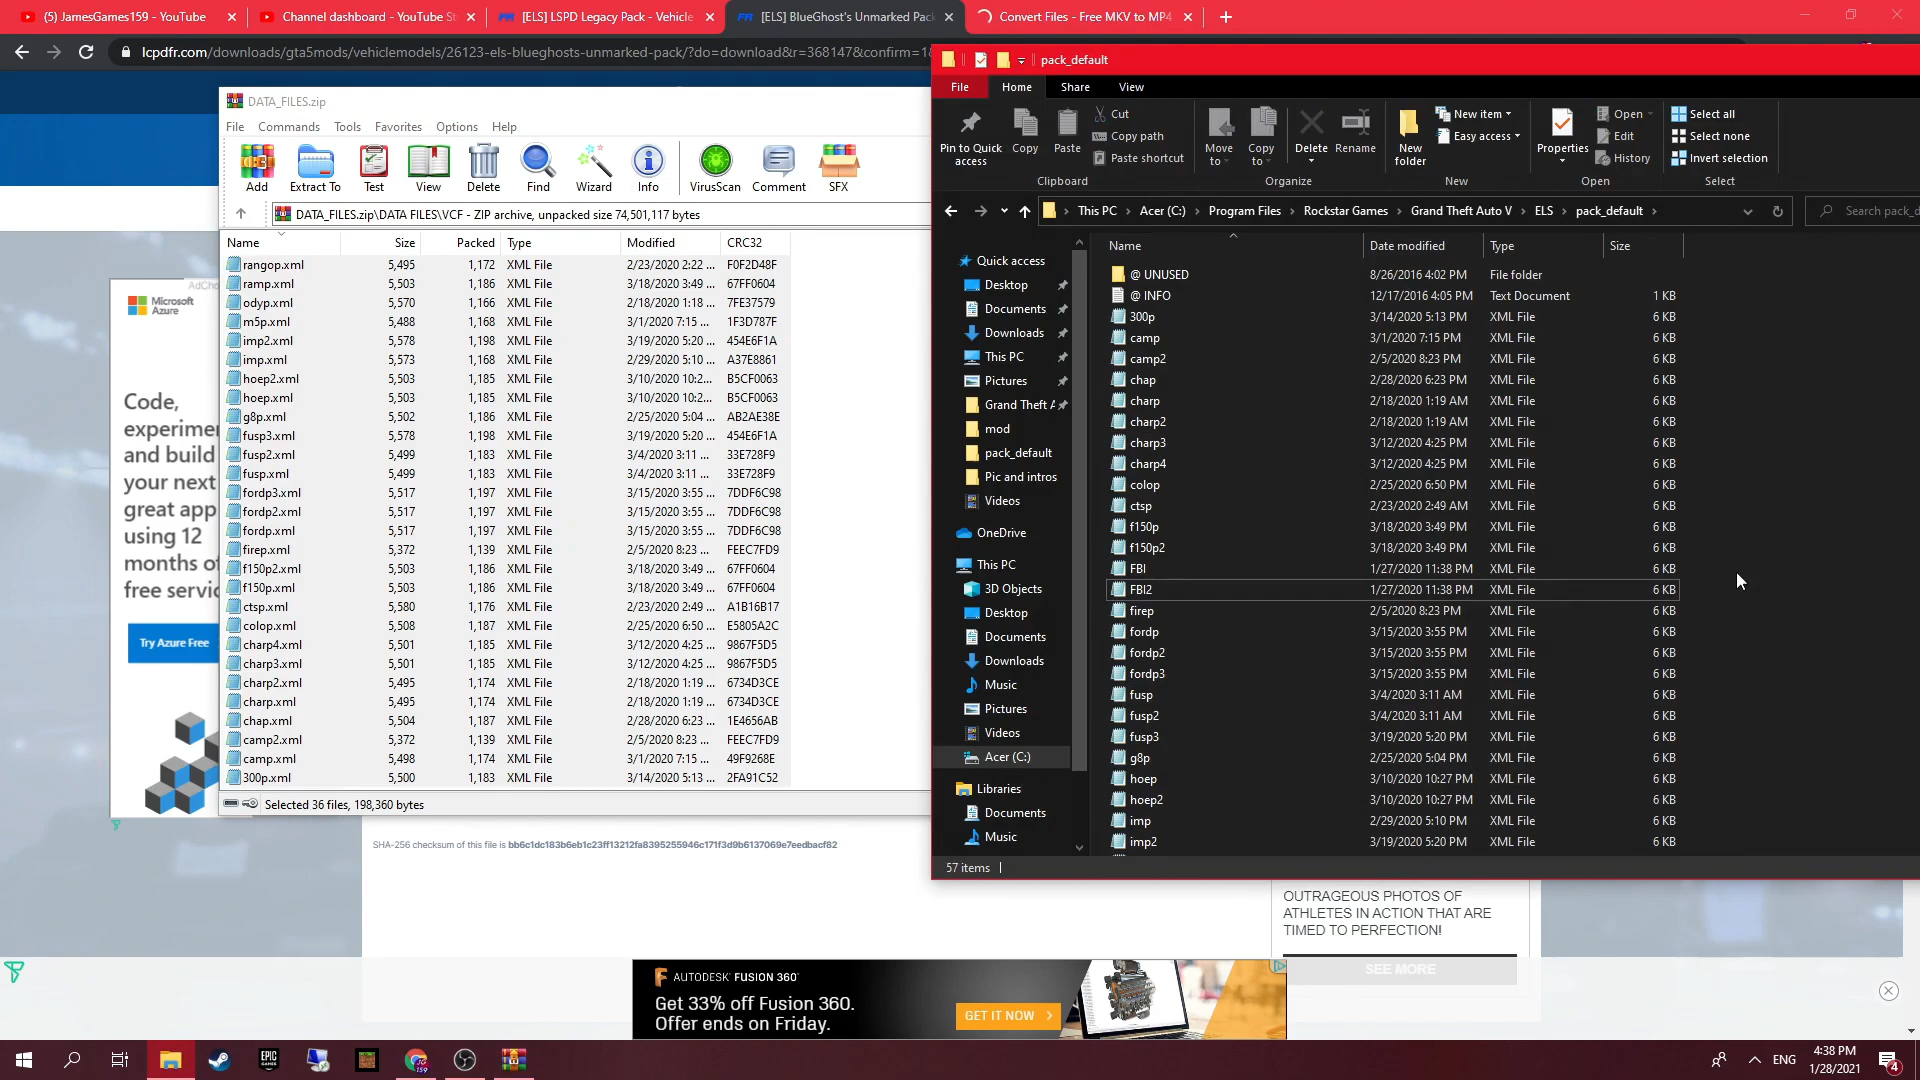 (5) JamesGames159 - YouTube
Channel dashboard - YouTube St
[ELS] LSPD Legacy Pack - Vehicle
[ELS] BlueGhost's Unmarked Pack
Convert Files - Free MKV to MP4
lcpdfr.com/downloads/gta5mods/vehiclemodels/26123-els-blueghosts-unmarked-pack/?do=download&r=368147&confirm=1
DATA_FILES.zip
File Commands Tools Favorites Options Help
Add Extract To Test View Delete Find Wizard Info VirusScan Comment SFX
DATA_FILES.zip\DATA FILES\VCF - ZIP archive, unpacked size 74,501,117 bytes
Name Size Packed Type Modified CRC32
rangop.xml 5,495 1,172 XML File 2/23/2020 2:22 ... F0F2D48F
ramp.xml 5,503 1,186 XML File 3/18/2020 3:49 ... 67FF0604
odyp.xml 5,570 1,166 XML File 2/18/2020 1:18 ... 7FE37579
m5p.xml 5,488 1,168 XML File 3/1/2020 7:15 ... 1F3D787F
imp2.xml 5,578 1,198 XML File 3/19/2020 5:20 ... 454E6F1A
imp.xml 5,573 1,168 XML File 2/29/2020 5:10 ... A37E8861
hoep2.xml 5,503 1,185 XML File 3/10/2020 10:2... B5CF0063
hoep.xml 5,503 1,185 XML File 3/10/2020 10:2... B5CF0063
g8p.xml 5,502 1,186 XML File 2/25/2020 5:04 ... AB2AE38E
fusp3.xml 5,578 1,198 XML File 3/19/2020 5:20 ... 454E6F1A
fusp2.xml 5,499 1,183 XML File 3/4/2020 3:11 ... 33E728F9
fusp.xml 5,499 1,183 XML File 3/4/2020 3:11 ... 33E728F9
fordp3.xml 5,517 1,197 XML File 3/15/2020 3:55 ... 7DDF6C98
fordp2.xml 5,517 1,197 XML File 3/15/2020 3:55 ... 7DDF6C98
fordp.xml 5,517 1,197 XML File 3/15/2020 3:55 ... 7DDF6C98
firep.xml 5,372 1,139 XML File 2/5/2020 8:23 ... FEEC7FD9
f150p2.xml 5,503 1,186 XML File 3/18/2020 3:49 ... 67FF0604
f150p.xml 5,503 1,186 XML File 3/18/2020 3:49 ... 67FF0604
ctsp.xml 5,580 1,176 XML File 2/23/2020 2:49 ... A1B16B17
colop.xml 5,508 1,187 XML File 2/25/2020 6:50 ... E5805A2C
charp4.xml 5,501 1,185 XML File 3/12/2020 4:25 ... 9867F5D5
charp3.xml 5,501 1,185 XML File 3/12/2020 4:25 ... 9867F5D5
charp2.xml 5,495 1,174 XML File 2/18/2020 1:19 ... 6734D3CE
charp.xml 5,495 1,174 XML File 2/18/2020 1:19 ... 6734D3CE
chap.xml 5,504 1,187 XML File 2/28/2020 6:23 ... 1E4656AB
camp2.xml 5,372 1,139 XML File 2/5/2020 8:23 ... FEEC7FD9
camp.xml 5,498 1,174 XML File 3/1/2020 7:15 ... 49F9268E
300p.xml 5,500 1,183 XML File 3/14/2020 5:13 ... 2FA91C52
Selected 36 files, 198,360 bytes
SHA-256 checksum of this file is bb6c1dc183b6eb1c23ff13212fa8395255946c171f3d9b6137069e7eedbacf82
AdCho
Microsoft
Azure
Code,
experimen
and build
your next
great app
using 12
months of
free servic
Try Azure Free
pack_default
File Home Share View
Pin to Quick access
Copy
Paste
Cut
Copy path
Paste shortcut
Clipboard
Move to
Copy to
Delete
Rename
Organize
New folder
New item
Easy access
New
Properties
Open
Edit
History
Open
Select all
Select none
Invert selection
Select
This PC > Acer (C:) > Program Files > Rockstar Games > Grand Theft Auto V > ELS > pack_default >
Search pack_d
Quick access
Desktop
Documents
Downloads
This PC
Pictures
Grand Theft A
mod
pack_default
Pic and intros
Videos
OneDrive
This PC
3D Objects
Desktop
Documents
Downloads
Music
Pictures
Videos
Acer (C:)
Libraries
Documents
Music
Name Date modified Type Size
@ UNUSED 8/26/2016 4:02 PM File folder
@ INFO 12/17/2016 4:05 PM Text Document 1 KB
300p 3/14/2020 5:13 PM XML File 6 KB
camp 3/1/2020 7:15 PM XML File 6 KB
camp2 2/5/2020 8:23 PM XML File 6 KB
chap 2/28/2020 6:23 PM XML File 6 KB
charp 2/18/2020 1:19 AM XML File 6 KB
charp2 2/18/2020 1:19 AM XML File 6 KB
charp3 3/12/2020 4:25 PM XML File 6 KB
charp4 3/12/2020 4:25 PM XML File 6 KB
colop 2/25/2020 6:50 PM XML File 6 KB
ctsp 2/23/2020 2:49 AM XML File 6 KB
f150p 3/18/2020 3:49 PM XML File 6 KB
f150p2 3/18/2020 3:49 PM XML File 6 KB
FBI 1/27/2020 11:38 PM XML File 6 KB
FBI2 1/27/2020 11:38 PM XML File 6 KB
firep 2/5/2020 8:23 PM XML File 6 KB
fordp 3/15/2020 3:55 PM XML File 6 KB
fordp2 3/15/2020 3:55 PM XML File 6 KB
fordp3 3/15/2020 3:55 PM XML File 6 KB
fusp 3/4/2020 3:11 AM XML File 6 KB
fusp2 3/4/2020 3:11 AM XML File 6 KB
fusp3 3/19/2020 5:20 PM XML File 6 KB
g8p 2/25/2020 5:04 PM XML File 6 KB
hoep 3/10/2020 10:27 PM XML File 6 KB
hoep2 3/10/2020 10:27 PM XML File 6 KB
imp 2/29/2020 5:10 PM XML File 6 KB
imp2 3/19/2020 5:20 PM XML File 6 KB
57 items
OUTRAGEOUS PHOTOS OF
ATHLETES IN ACTION THAT ARE
TIMED TO PERFECTION!
SEE MORE
AUTODESK® FUSION 360°
Get 33% off Fusion 360.
Offer ends on Friday.
GET IT NOW >
EPIC GAMES
ENG
4:38 PM
1/28/2021
4